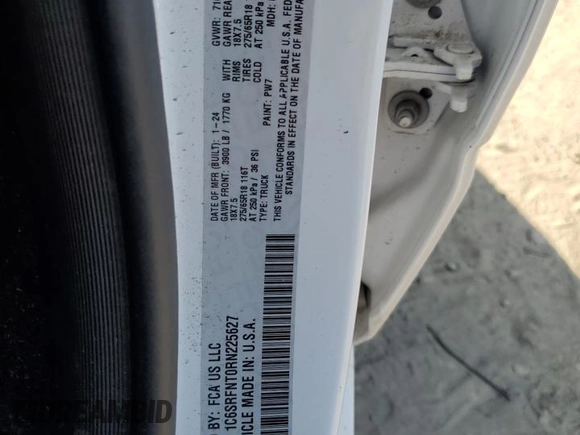 D BY: FCA US LLC
DATE OF MFR (BUILT): 1-24
GVWR: 710
GAWR FRONT: 3900 LB / 1770 KG
WITH
GAWR REA
18X7.5
RIMS
18X7.5
275/65R18 116T
TIRES
275/65R18
AT 250 kPa / 36 PSI
COLD
AT 250 kPa
TYPE: TRUCK
PAINT: PW7
MDH:
THIS VEHICLE CONFORMS TO ALL APPLICABLE U.S.A. FED
STANDARDS IN EFFECT ON THE DATE OF MANUFA
1C6SRFNT0RN225627
ICLE MADE IN: U.S.A.